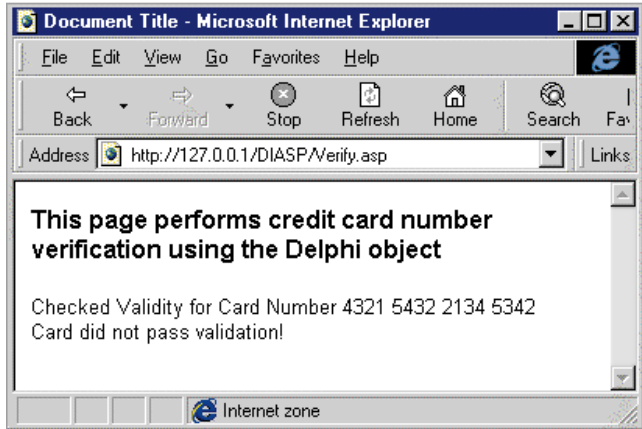 Document Title - Microsoft Internet Explorer
File Edit View Go Favorites Help
Back Forward Stop Refresh Home Search Fav
Address http://127.0.0.1/DIASP/Verify.asp Links
This page performs credit card number
verification using the Delphi object
Checked Validity for Card Number 4321 5432 2134 5342
Card did not pass validation!
Internet zone